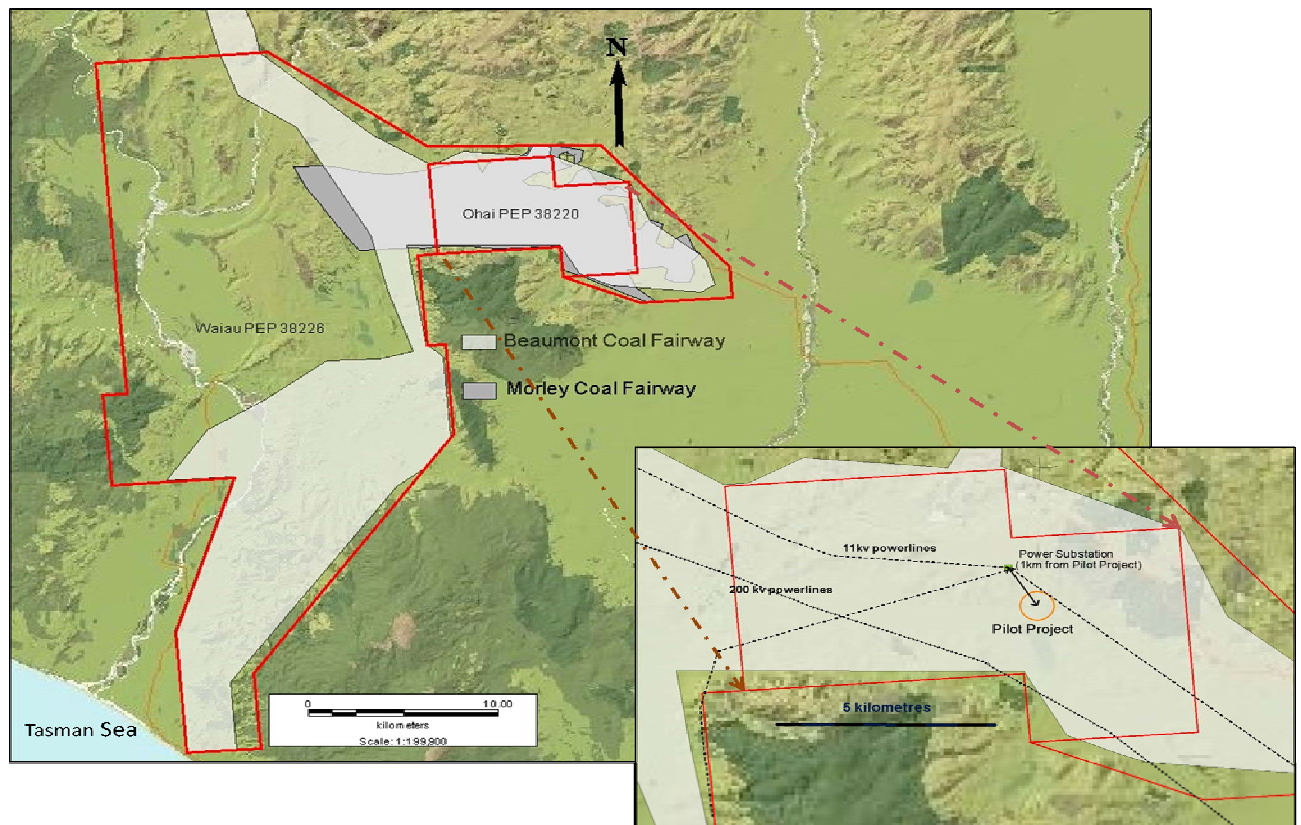 N
Ohai PEP 38220
Waiau PEP 38226
Beaumont Coal Fairway
Morley Coal Fairway
0 10.00
kilometers
Scale: 1:199,900
Tasman Sea
11kv powerlines
Power Substation
(1km from Pilot Project)
200 kv powerlines
Pilot Project
5 kilometres